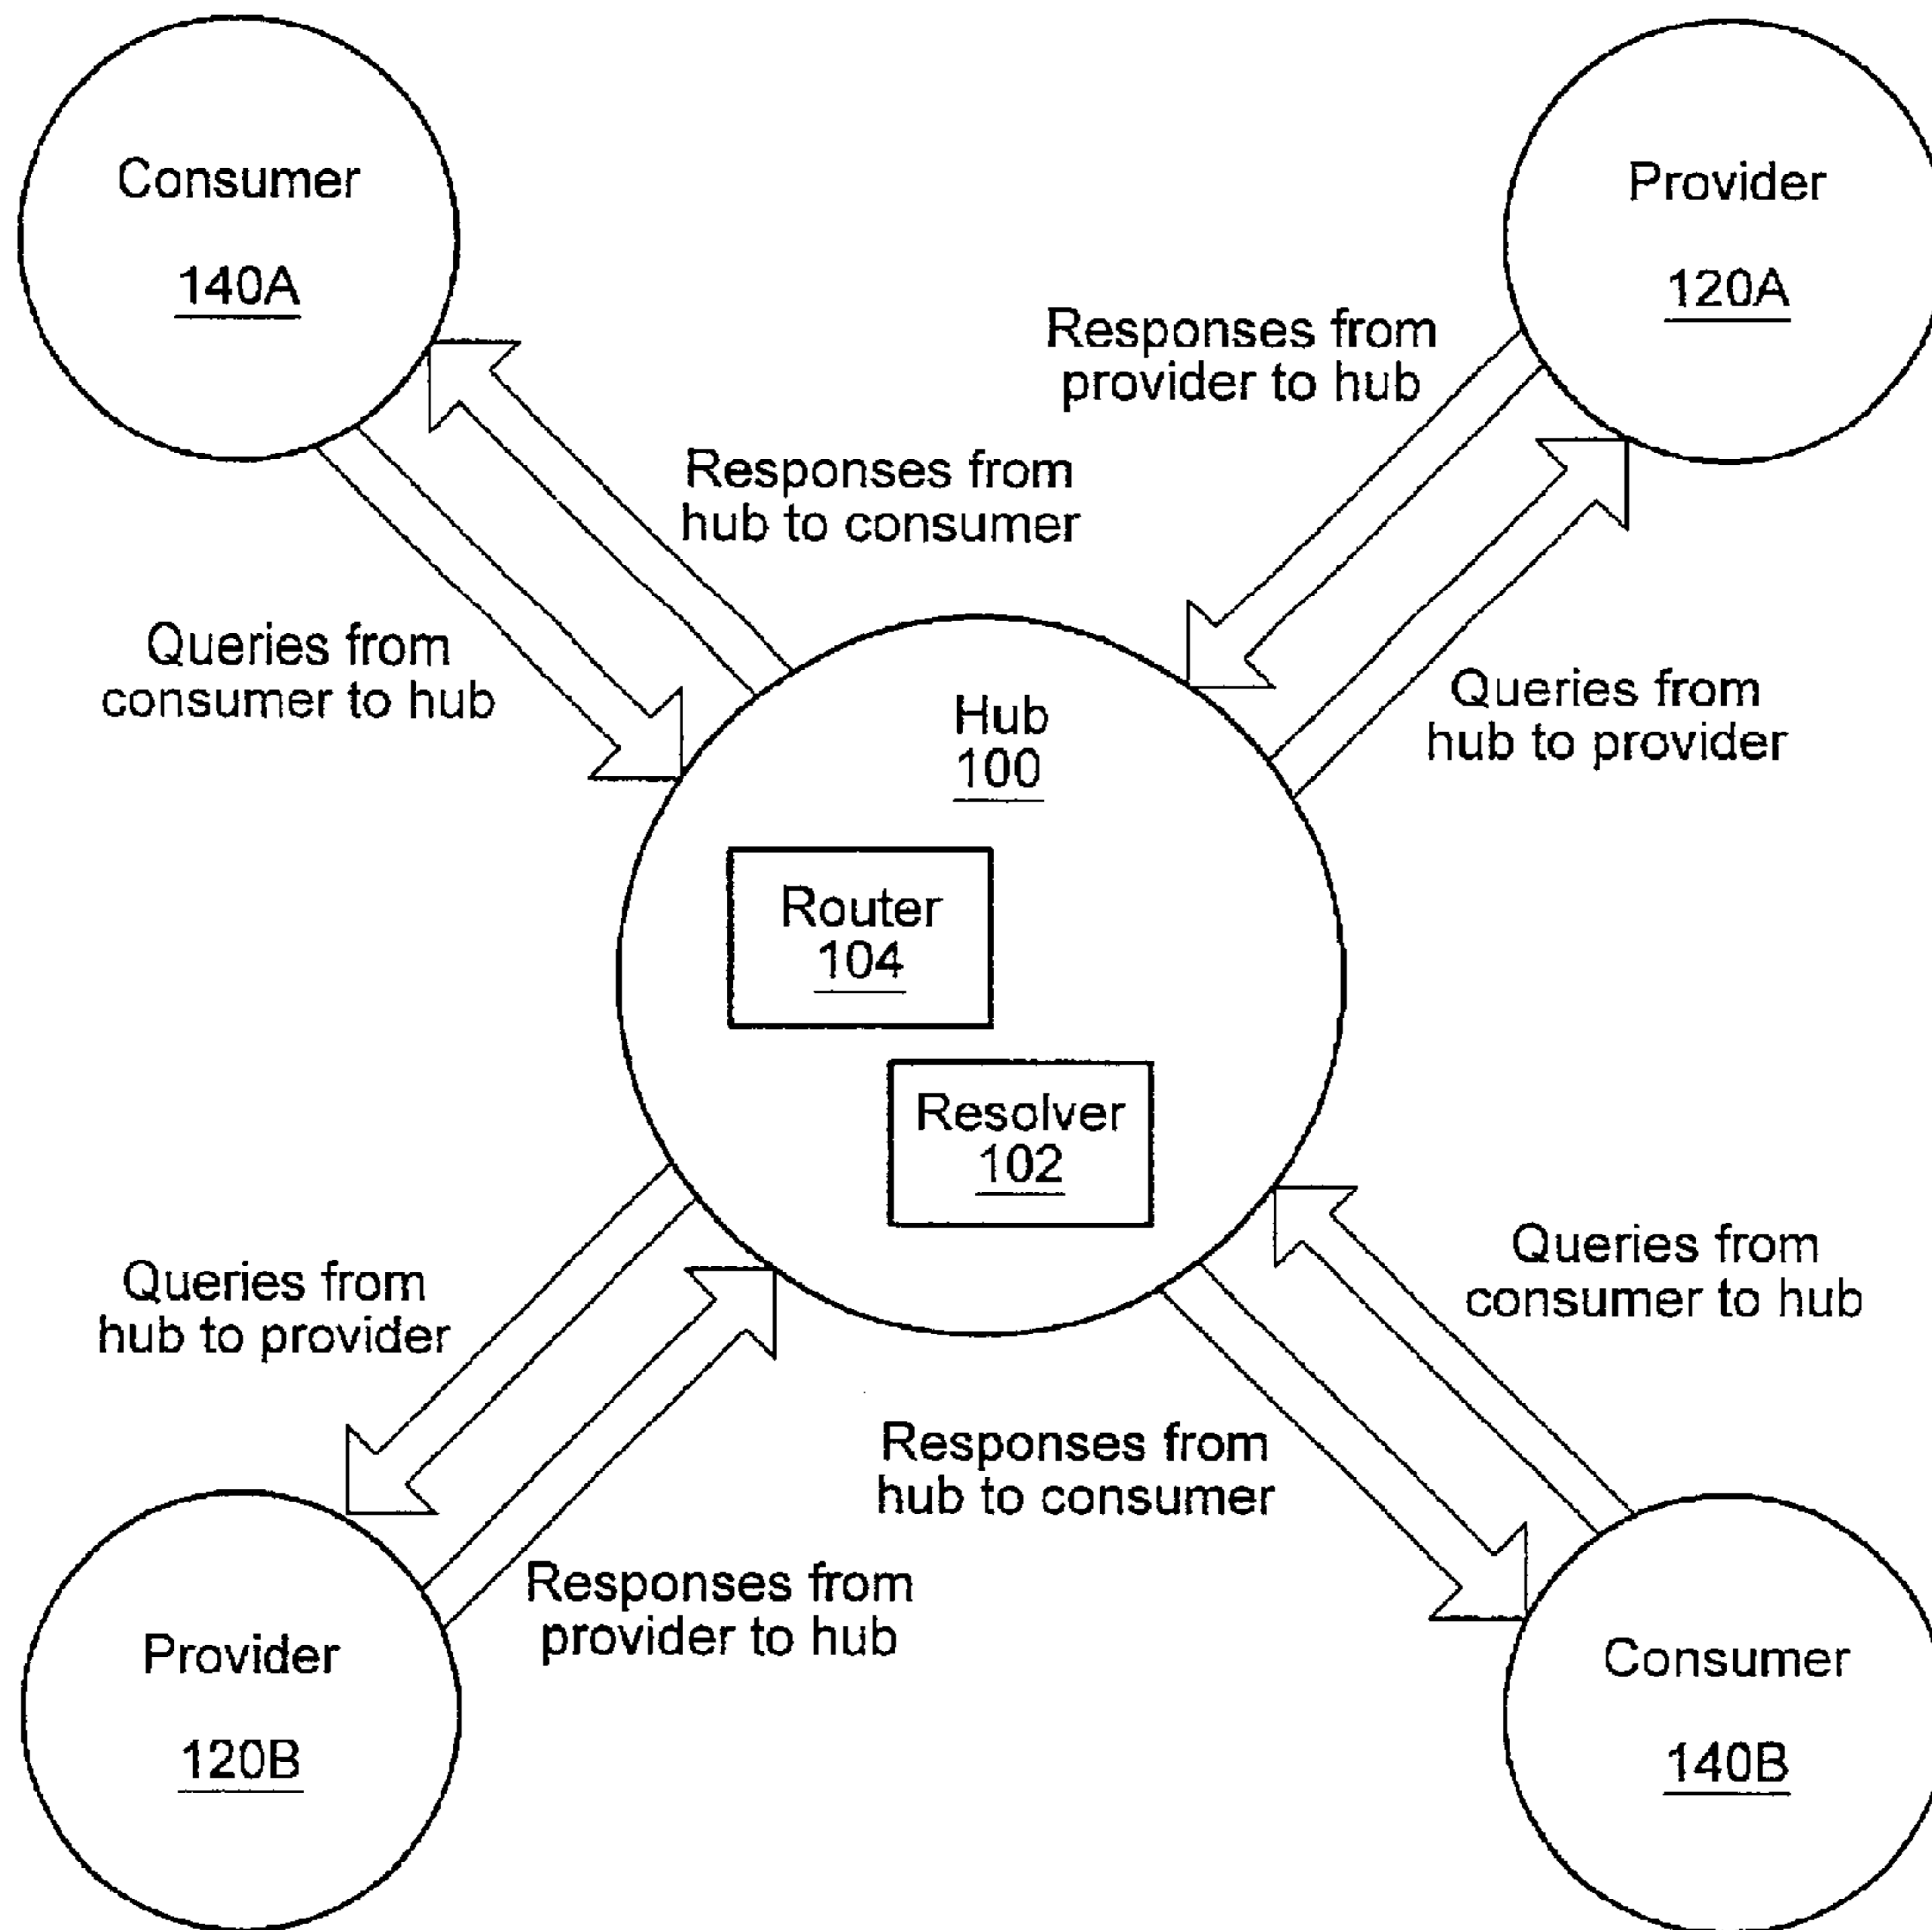 Consumer
140A
Provider
120A
Responses from
provider to hub
Responses from
hub to consumer
Queries from
consumer to hub
Queries from
hub to provider
Hub
100
Router
104
Resolver
102
Queries from
hub to provider
Queries from
consumer to hub
Responses from
hub to consumer
Responses from
provider to hub
Provider
120B
Consumer
140B